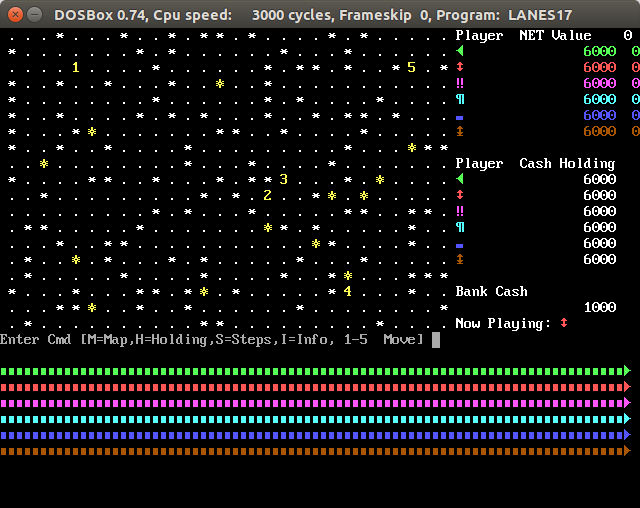 DOSBox 0.74, Cpu speed: 3000 cycles, Frameskip 0, Program: LANES17
Player NET Value 0
6000 0
1 5 6000 0
‼ 6000 0
¶ 6000 0
6000 0
6000 0
Player Cash Holding
3 6000
2 6000
‼ 6000
¶ 6000
6000
6000
4 Bank Cash
1000
Now Playing: ↕
Enter Cmd [M=Map,H=Holding,S=Steps,I=Info, 1-5 Move]